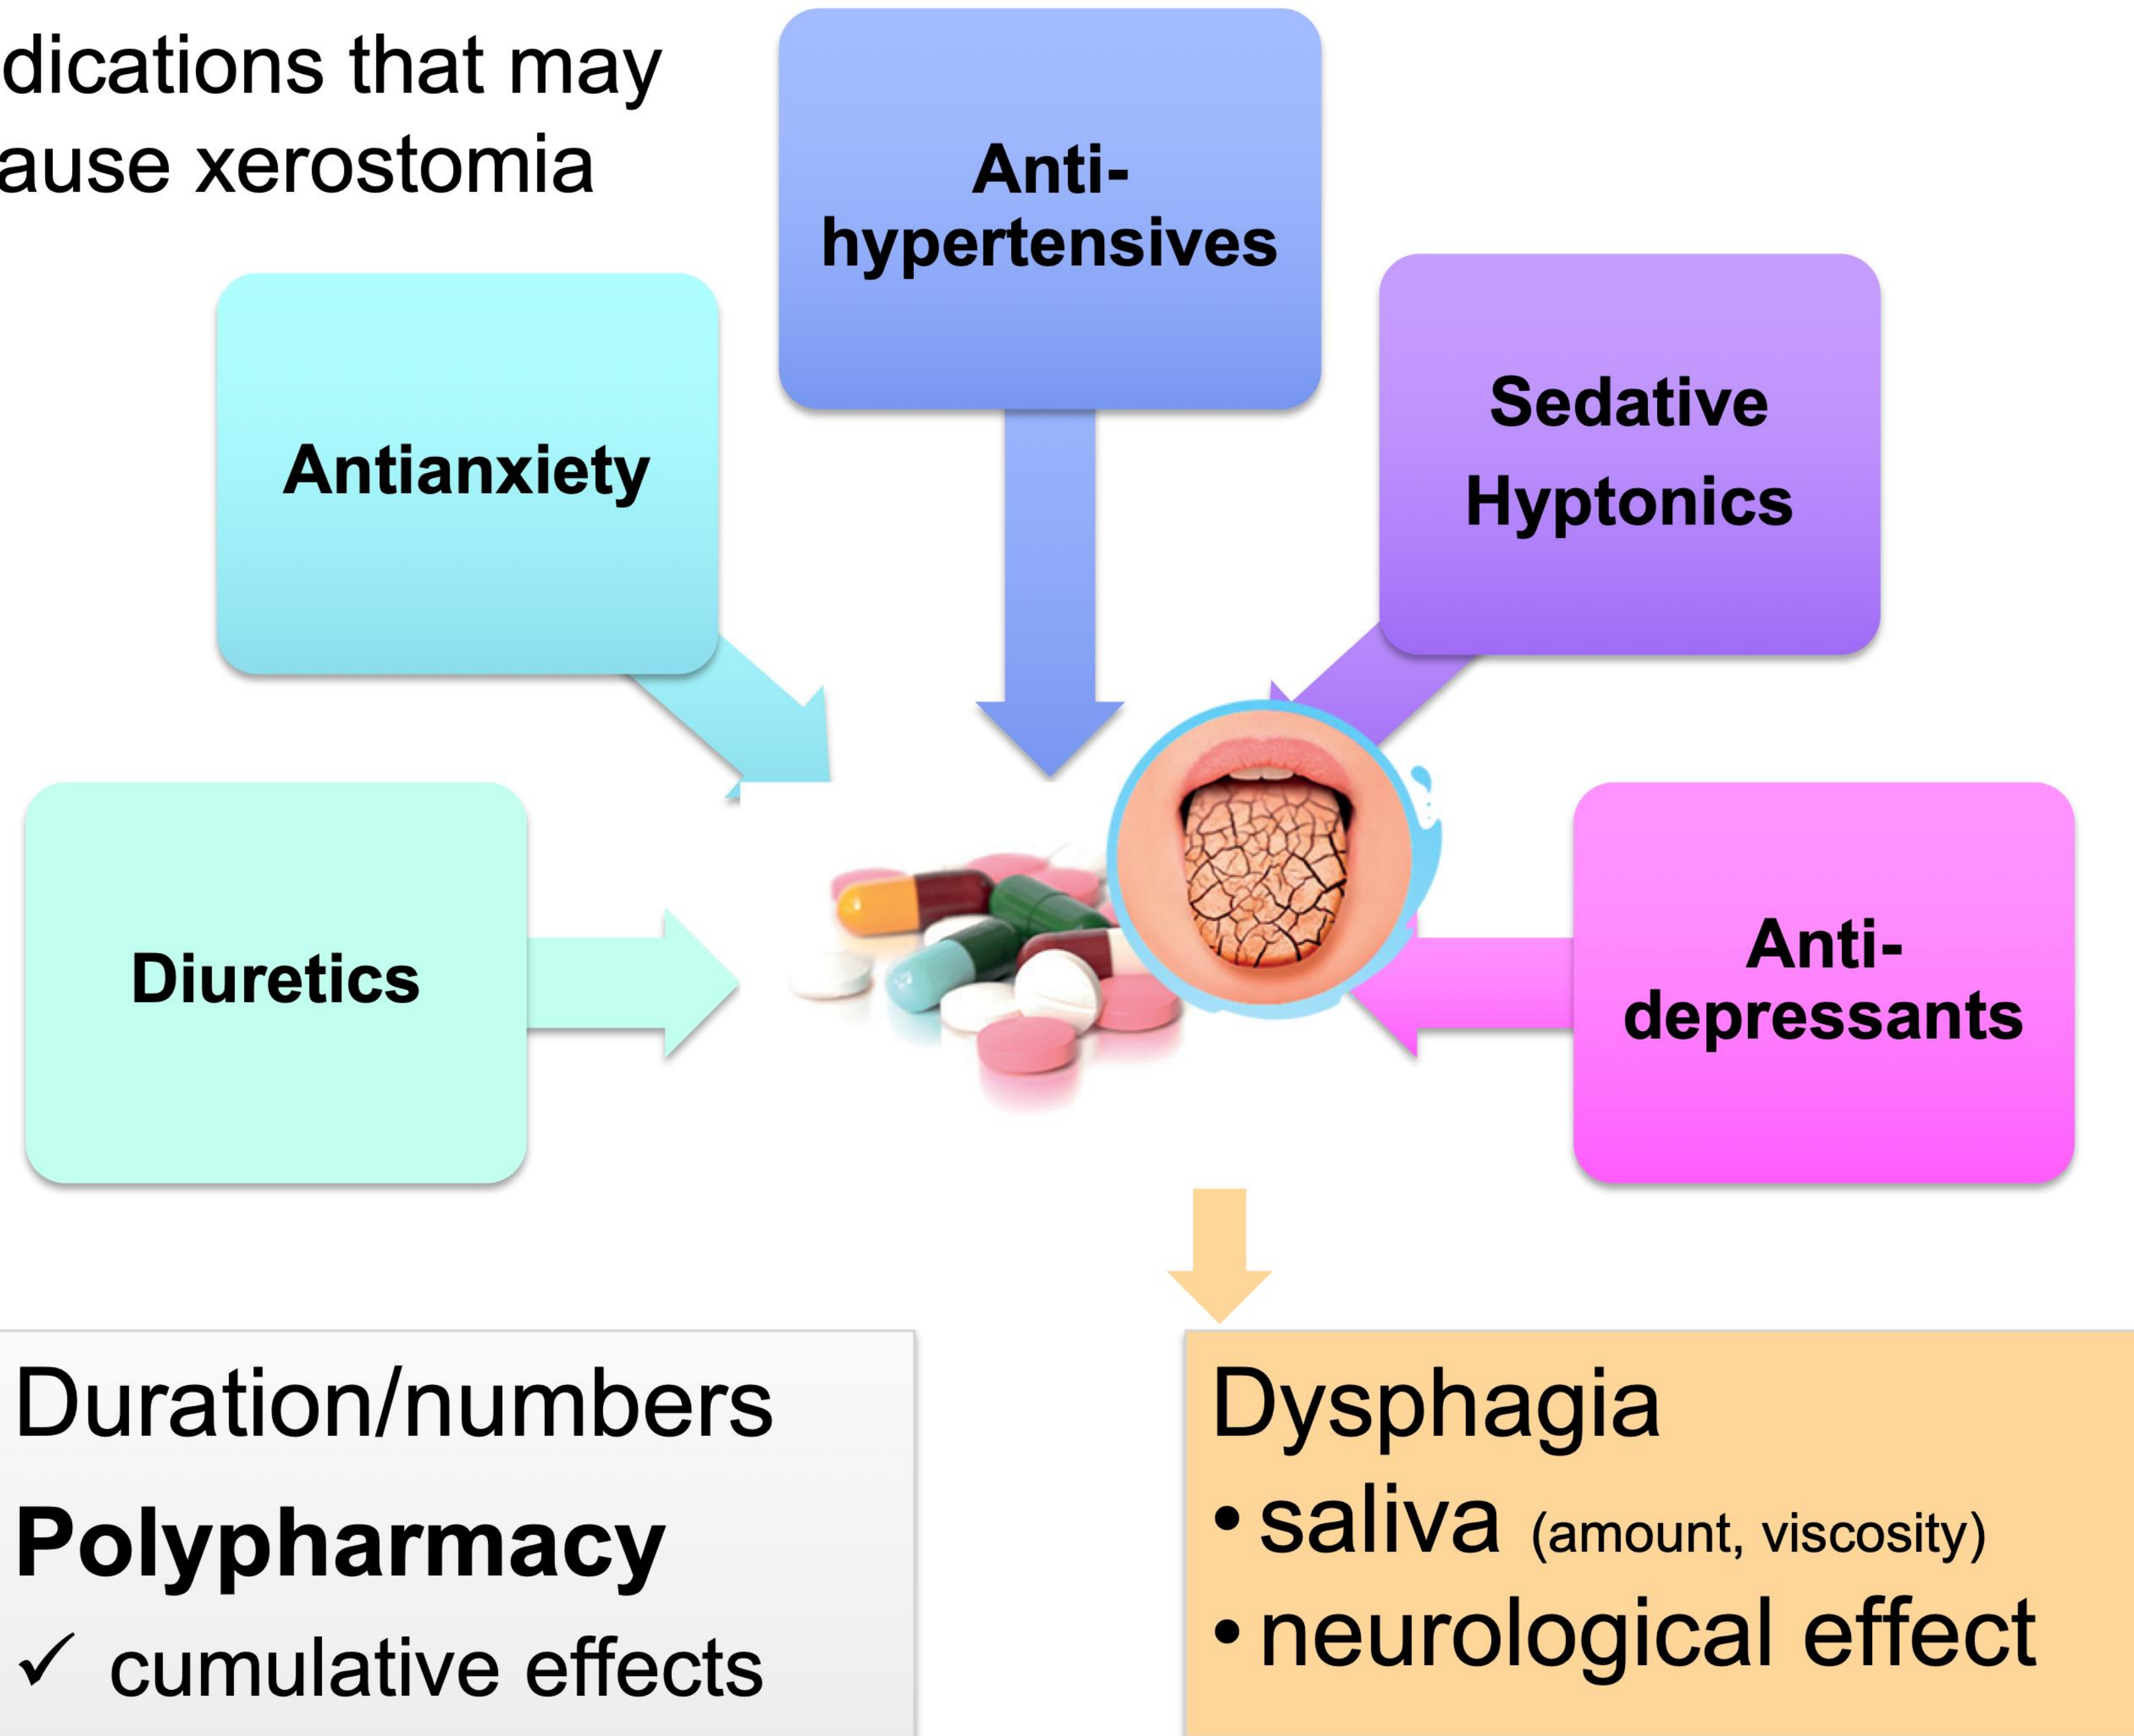 dications that may
ause xerostomia
Anti-
hypertensives
Antianxiety
Sedative
Hyptonics
Diuretics
Anti-
depressants
Duration/numbers
Polypharmacy
✓ cumulative effects
Dysphagia
• saliva (amount, viscosity)
• neurological effect